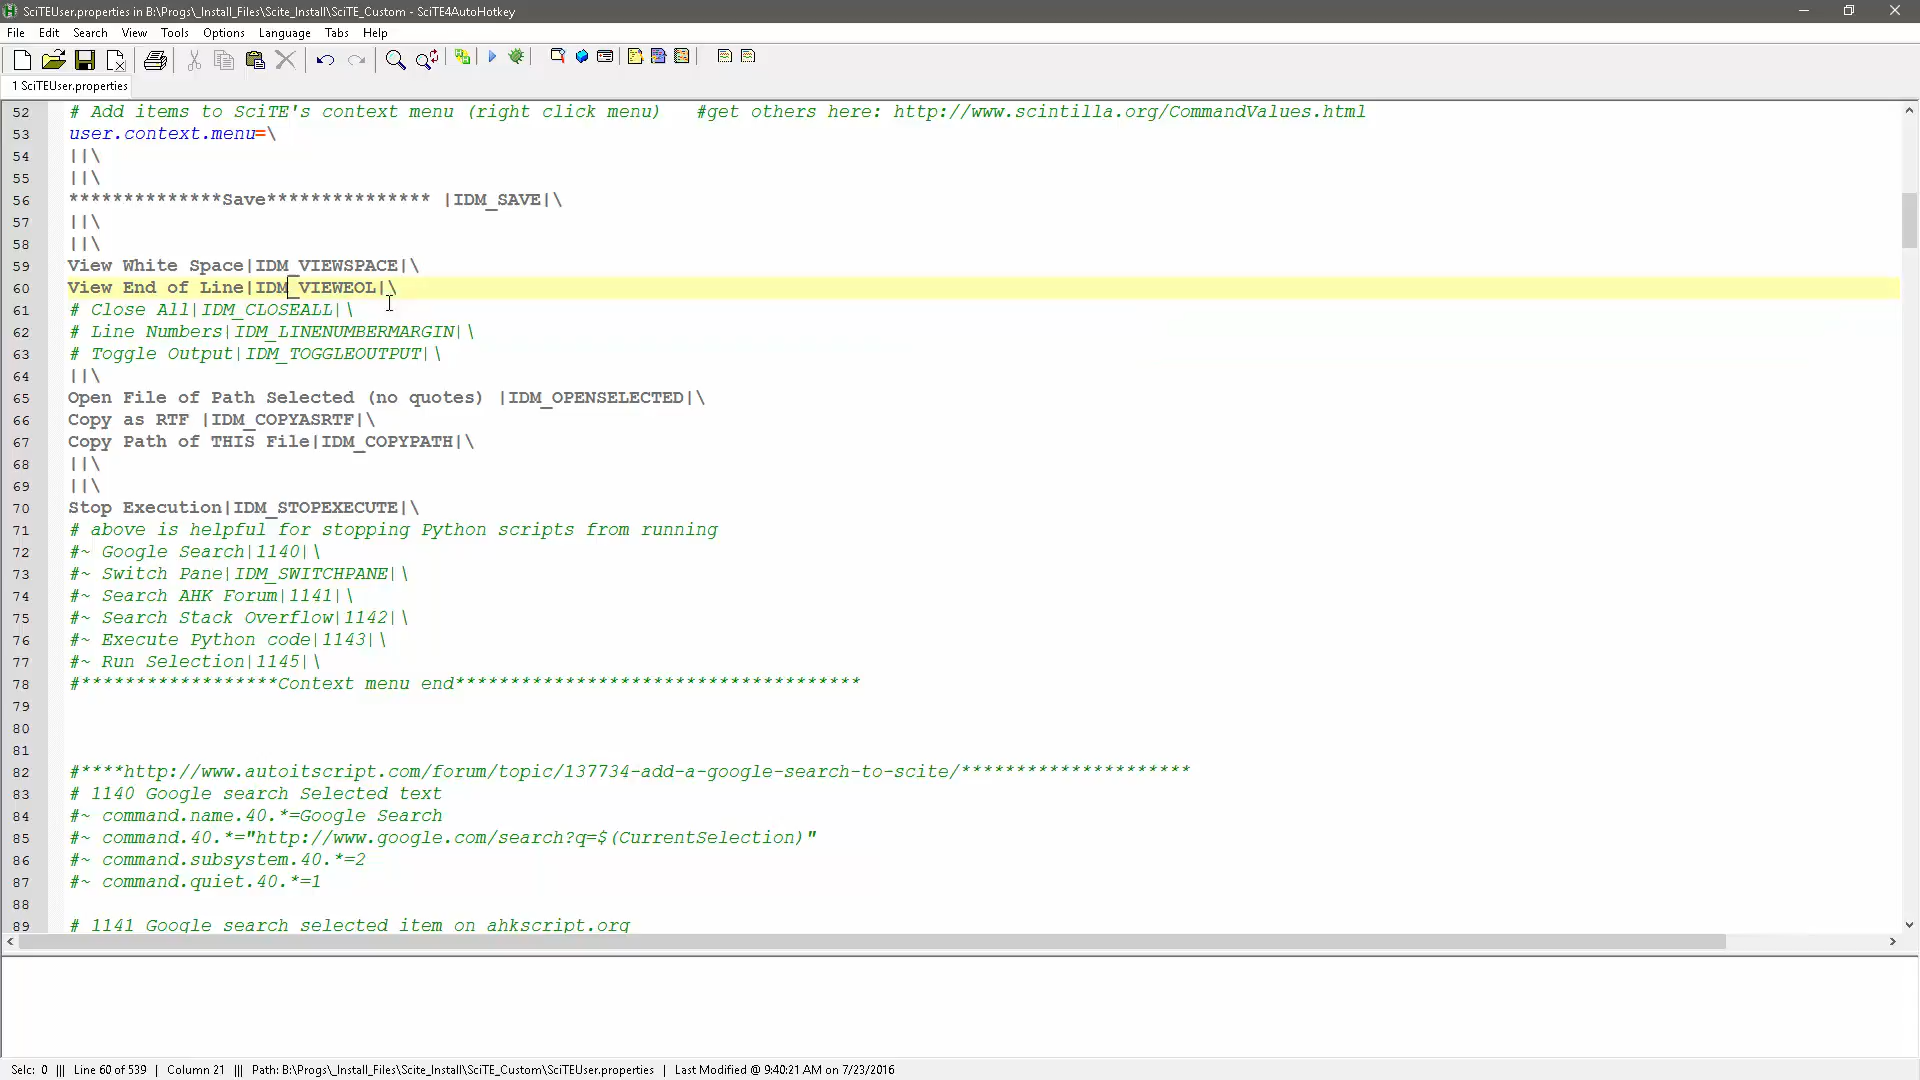 SciTEUser.properties in B:\Progs\_Install_Files\Scite_Install\SciTE_Custom - SciTE4AutoHotkey
File Edit Search View Tools Options Language Tabs Help
1 SciTEUser.properties
52 # Add items to SciTE's context menu (right click menu) #get others here: http://www.scintilla.org/CommandValues.html
53 user.context.menu=\
54 ||\
55 ||\
56 **************Save*************** |IDM_SAVE|\
57 ||\
58 ||\
59 View White Space|IDM_VIEWSPACE|\
60 View End of Line|IDM_VIEWEOL|\
61 # Close All|IDM_CLOSEALL|\
62 # Line Numbers|IDM_LINENUMBERMARGIN|\
63 # Toggle Output|IDM_TOGGLEOUTPUT|\
64 ||\
65 Open File of Path Selected (no quotes) |IDM_OPENSELECTED|\
66 Copy as RTF |IDM_COPYASRTF|\
67 Copy Path of THIS File|IDM_COPYPATH|\
68 ||\
69 ||\
70 Stop Execution|IDM_STOPEXECUTE|\
71 # above is helpful for stopping Python scripts from running
72 #~ Google Search|1140|\
73 #~ Switch Pane|IDM_SWITCHPANE|\
74 #~ Search AHK Forum|1141|\
75 #~ Search Stack Overflow|1142|\
76 #~ Execute Python code|1143|\
77 #~ Run Selection|1145|\
78 #******************Context menu end*************************************
79
80
81
82 #****http://www.autoitscript.com/forum/topic/137734-add-a-google-search-to-scite/*********************
83 # 1140 Google search Selected text
84 #~ command.name.40.*=Google Search
85 #~ command.40.*="http://www.google.com/search?q=$(CurrentSelection)"
86 #~ command.subsystem.40.*=2
87 #~ command.quiet.40.*=1
88
89 # 1141 Google search selected item on ahkscript.org
Selc: 0 ||| Line 60 of 539 | Column 21 ||| Path: B:\Progs\_Install_Files\Scite_Install\SciTE_Custom\SciTEUser.properties | Last Modified @ 9:40:21 AM on 7/23/2016